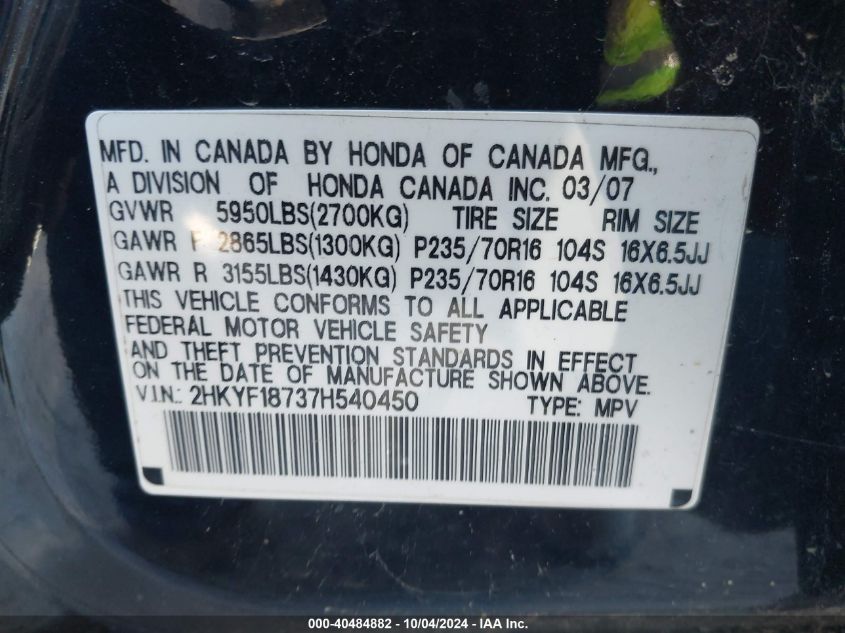 MFD. IN CANADA BY HONDA OF CANADA MFG.,
A DIVISION OF HONDA CANADA INC. 03/07
GVWR 5950LBS(2700KG) TIRE SIZE RIM SIZE
GAWR F 2865LBS(1300KG) P235/70R16 104S 16X6.5JJ
GAWR R 3155LBS(1430KG) P235/70R16 104S 16X6.5JJ
THIS VEHICLE CONFORMS TO ALL APPLICABLE
FEDERAL MOTOR VEHICLE SAFETY
AND THEFT PREVENTION STANDARDS IN EFFECT
ON THE DATE OF MANUFACTURE SHOWN ABOVE.
V.I.N.: 2HKYF18737H540450 TYPE: MPV
000-40484882 - 10/04/2024 - IAA Inc.